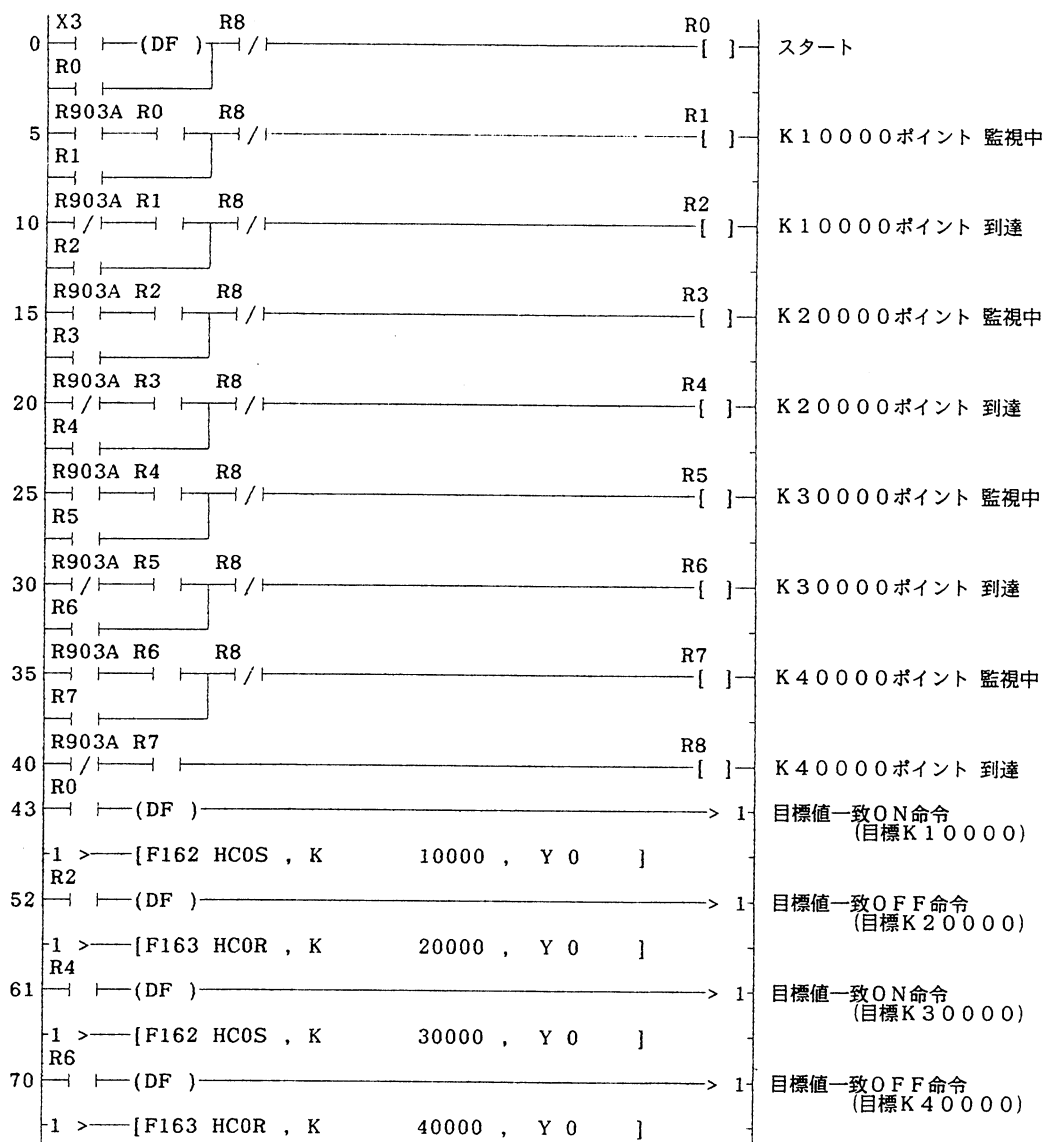 X3 R8 R0
0 (DF ) [ ] スタート
R0
R903A R0 R8 R1
5 [ ] K10000ポイント 監視中
R1
R903A R1 R8 R2
10 [ ] K10000ポイント 到達
R2
R903A R2 R8 R3
15 [ ] K20000ポイント 監視中
R3
R903A R3 R8 R4
20 [ ] K20000ポイント 到達
R4
R903A R4 R8 R5
25 [ ] K30000ポイント 監視中
R5
R903A R5 R8 R6
30 [ ] K30000ポイント 到達
R6
R903A R6 R8 R7
35 [ ] K40000ポイント 監視中
R7
R903A R7 R8
40 [ ] K40000ポイント 到達
R0
43 (DF ) > 1 目標値一致ON命令
(目標K10000)
1 > [F162 HC0S , K 10000 , Y 0 ]
R2
52 (DF ) > 1 目標値一致OFF命令
(目標K20000)
1 > [F163 HC0R , K 20000 , Y 0 ]
R4
61 (DF ) > 1 目標値一致ON命令
(目標K30000)
1 > [F162 HC0S , K 30000 , Y 0 ]
R6
70 (DF ) > 1 目標値一致OFF命令
(目標K40000)
1 > [F163 HC0R , K 40000 , Y 0 ]